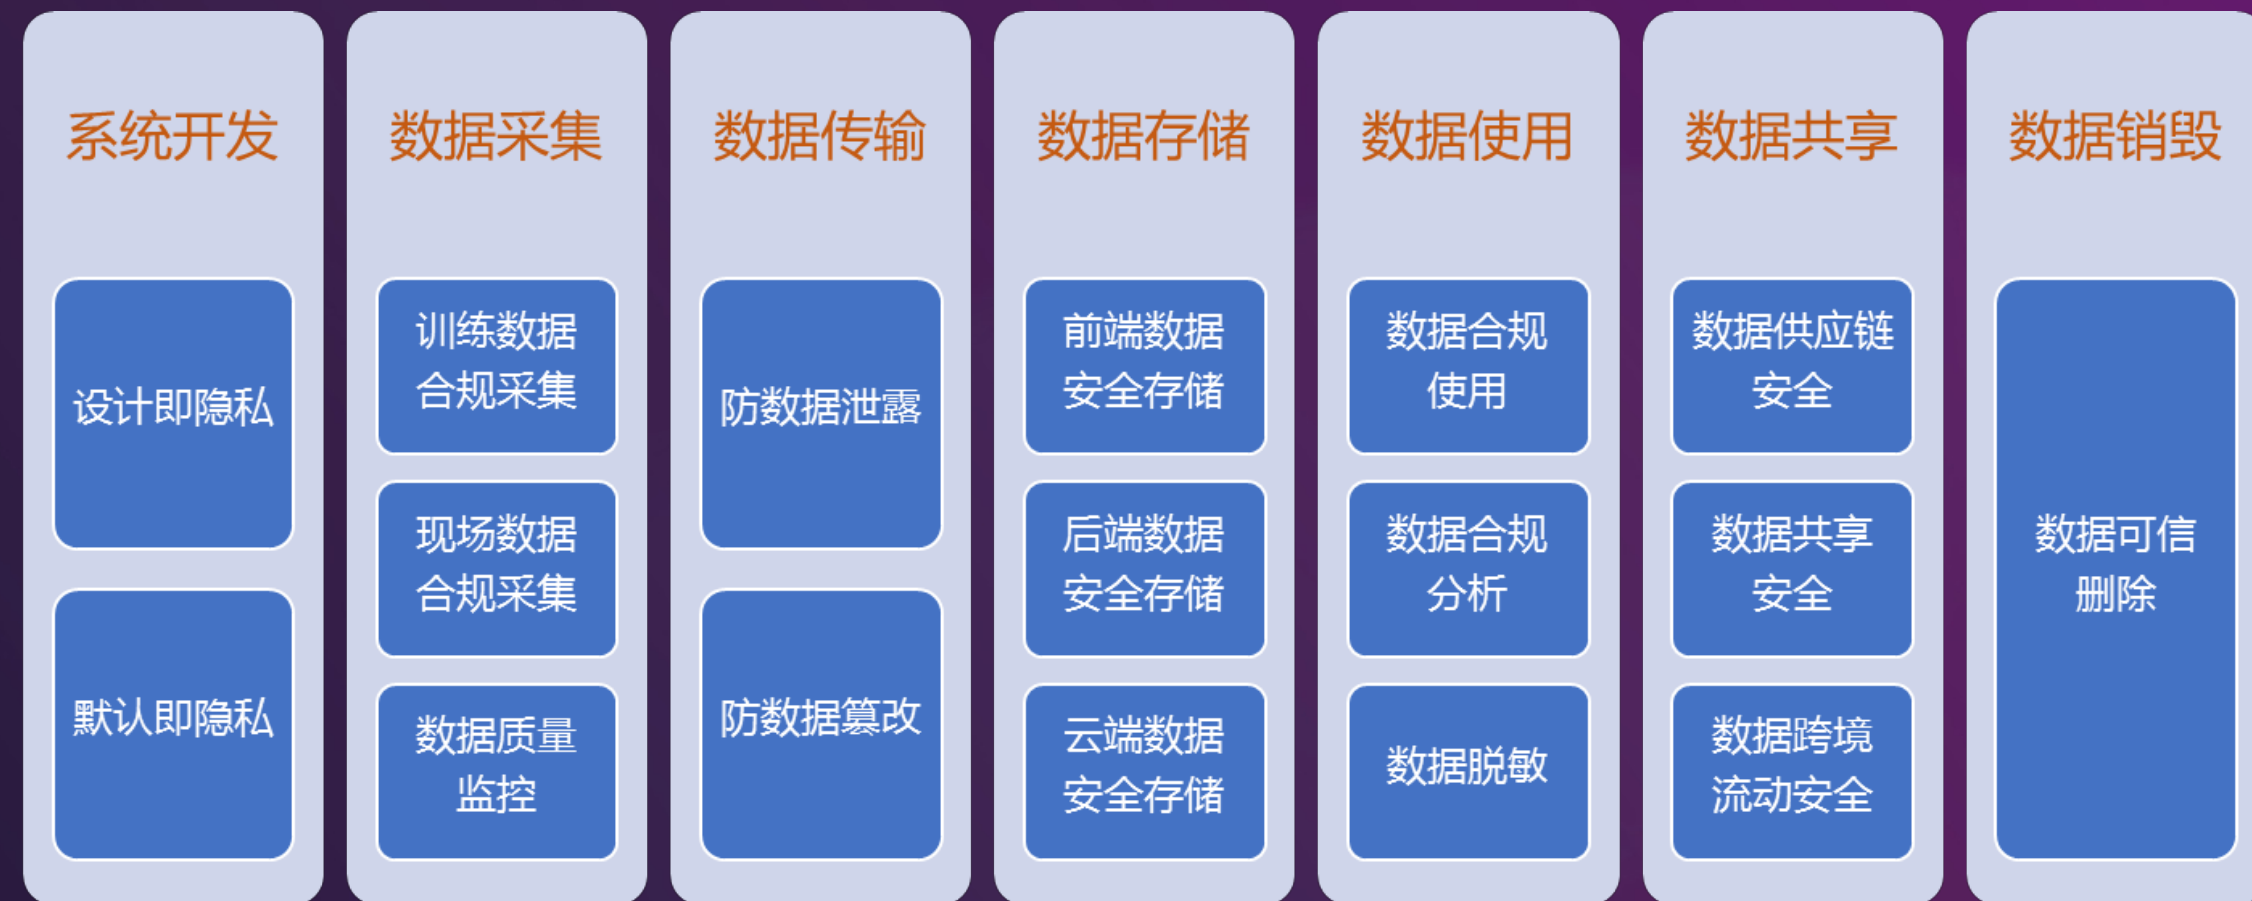 系统开发
设计即隐私
默认即隐私
数据采集
训练数据
合规采集
现场数据
合规采集
数据质量
监控
数据传输
防数据泄露
防数据篡改
数据存储
前端数据
安全存储
后端数据
安全存储
云端数据
安全存储
数据使用
数据合规
使用
数据合规
分析
数据脱敏
数据共享
数据供应链
安全
数据共享
安全
数据跨境
流动安全
数据销毁
数据可信
删除